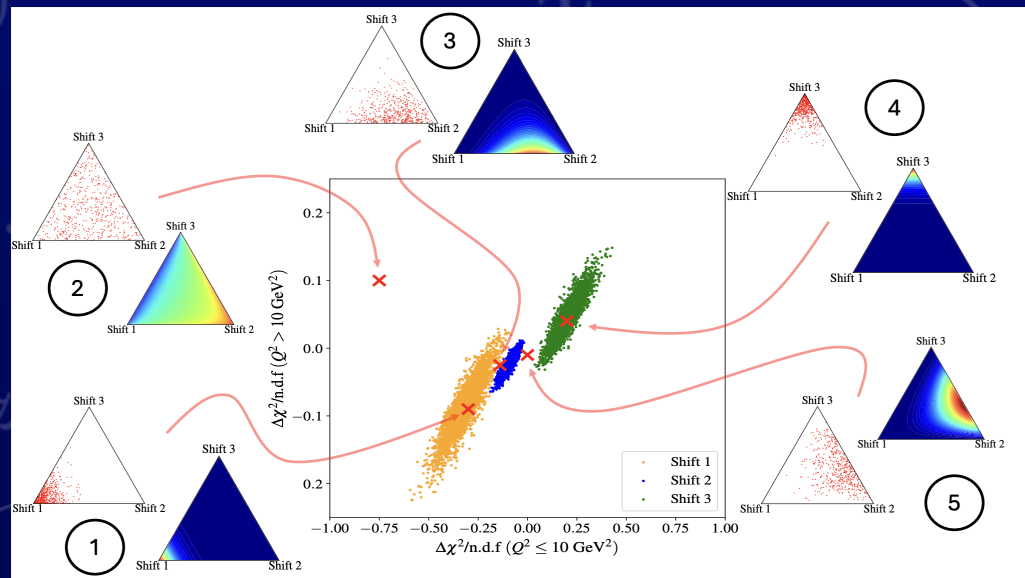 Shift 3
3
Shift 3
Shift 1
Shift 2
Shift 1
Shift 2
Shift 3
4
Shift 1
Shift 2
Shift 3
Shift 1
Shift 2
Shift 3
Shift 1
Shift 2
Shift 3
2
Shift 1
Shift 2
Shift 3
Shift 1
Shift 2
Shift 3
1
Shift 1
Shift 2
Shift 3
Shift 1
Shift 2
Shift 3
Shift 1
Shift 2
5
Δχ²/n.d.f (Q² > 10 GeV²)
0.2
0.1
0.0
−0.1
0.2
−1.00 −0.75 −0.50 −0.25 0.00 0.25 0.50 0.75 1.00
Δχ²/n.d.f (Q² ≤ 10 GeV²)
Shift 1
Shift 2
Shift 3